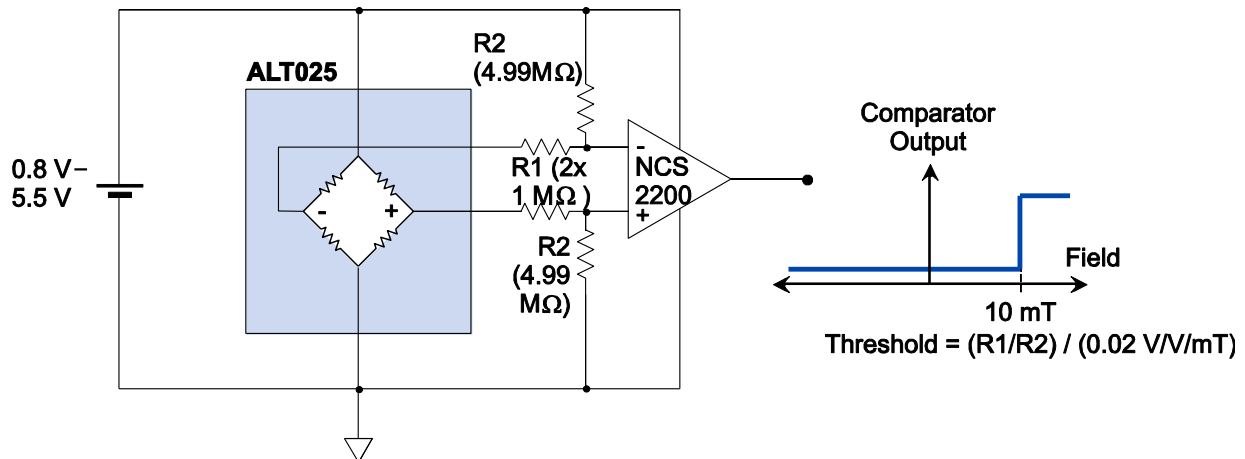 ALT025
0.8 V–
5.5 V
-
+
R2
(4.99MΩ)
R1 (2x
1 MΩ )
R2
(4.99
MΩ)
-
NCS
2200
+
Comparator
Output
Field
10 mT
Threshold = (R1/R2) / (0.02 V/V/mT)